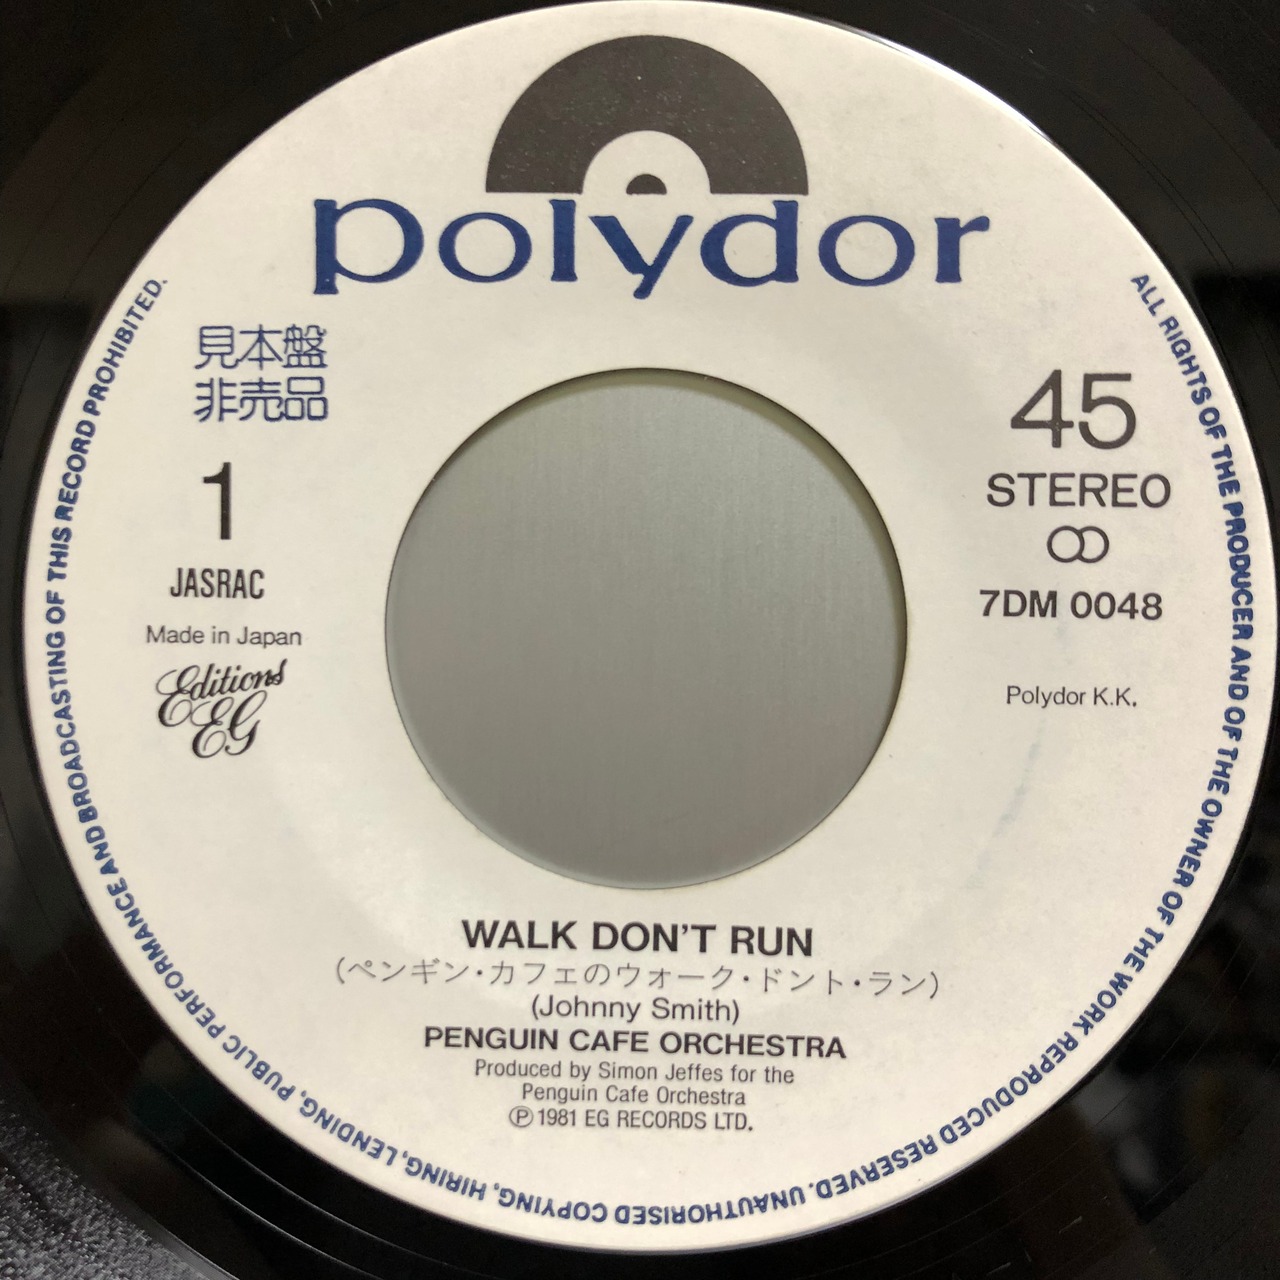 polydor
見本盤
非売品
1
JASRAC
Made in Japan
Editions
EG
45
STEREO
7DM 0048
Polydor K.K.
WALK DON'T RUN
(ペンギン・カフェのウォーク・ドント・ラン)
(Johnny Smith)
PENGUIN CAFE ORCHESTRA
Produced by Simon Jeffes for the
Penguin Cafe Orchestra
Ⓟ1981 EG RECORDS LTD.
ALL RIGHTS OF THE PRODUCER AND OF THE OWNER OF THE WORK REPRODUCED RESERVED. UNAUTHORISED COPYING, HIRING, LENDING, PUBLIC PERFORMANCE AND BROADCASTING OF THIS RECORD PROHIBITED.